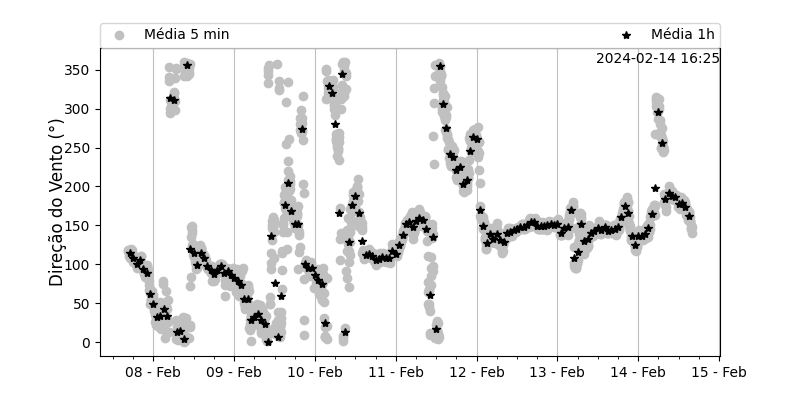 Média 5 min
Média 1h
2024-02-14 16:25
Direção do Vento (°)
350
300
250
200
150
100
50
0
08 - Feb
09 - Feb
10 - Feb
11 - Feb
12 - Feb
13 - Feb
14 - Feb
15 - Feb